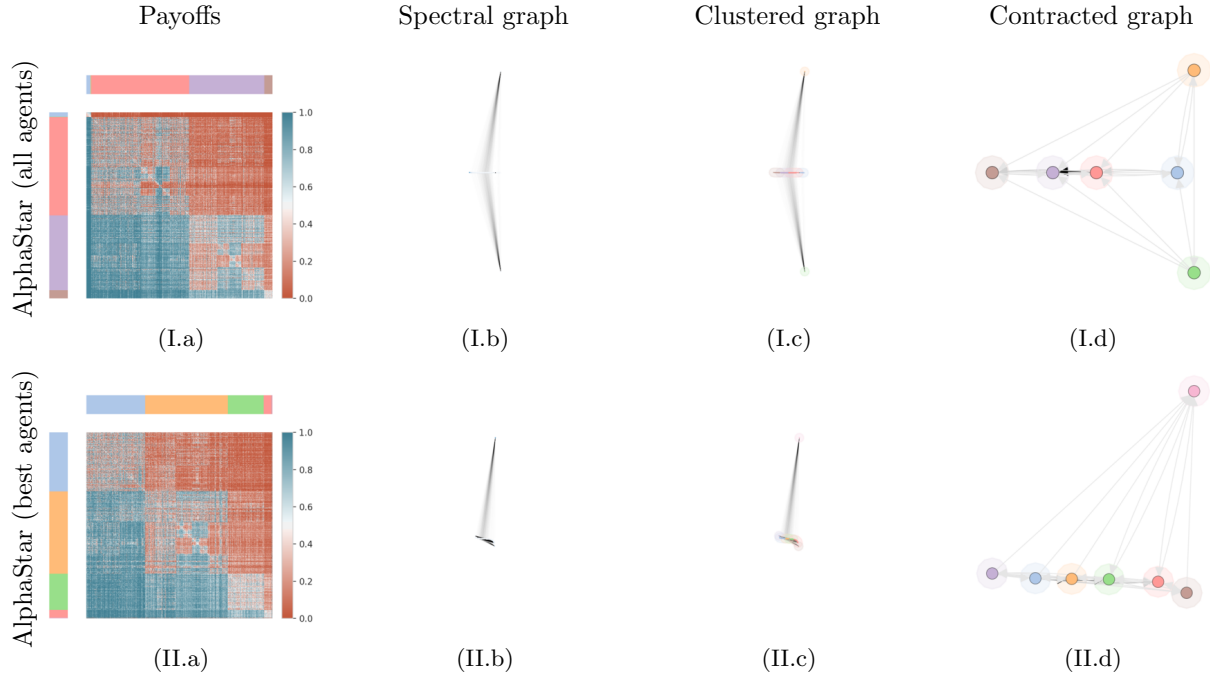 Payoffs
Spectral graph
Clustered graph
Contracted graph
AlphaStar (all agents)
1.0
0.8
0.6
0.4
0.2
0.0
(I.a)
(I.b)
(I.c)
(I.d)
AlphaStar (best agents)
1.0
0.8
0.6
0.4
0.2
0.0
(II.a)
(II.b)
(II.c)
(II.d)